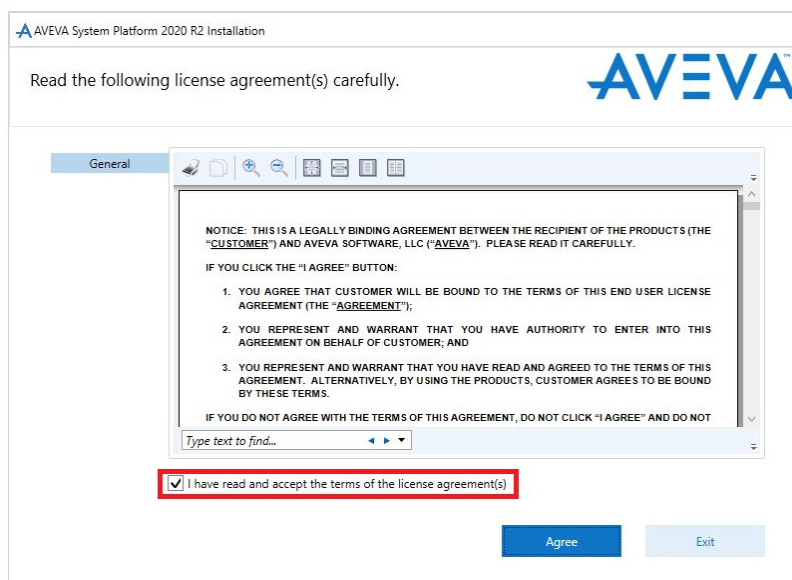 AVEVA System Platform 2020 R2 Installation
Read the following license agreement(s) carefully.
AVEVA™
General
NOTICE: THIS IS A LEGALLY BINDING AGREEMENT BETWEEN THE RECIPIENT OF THE PRODUCTS (THE
“CUSTOMER”) AND AVEVA SOFTWARE, LLC (“AVEVA”). PLEASE READ IT CAREFULLY.
IF YOU CLICK THE “I AGREE” BUTTON:
1. YOU AGREE THAT CUSTOMER WILL BE BOUND TO THE TERMS OF THIS END USER LICENSE
AGREEMENT (THE “AGREEMENT”);
2. YOU REPRESENT AND WARRANT THAT YOU HAVE AUTHORITY TO ENTER INTO THIS
AGREEMENT ON BEHALF OF CUSTOMER; AND
3. YOU REPRESENT AND WARRANT THAT YOU HAVE READ AND AGREED TO THE TERMS OF THIS
AGREEMENT. ALTERNATIVELY, BY USING THE PRODUCTS, CUSTOMER AGREES TO BE BOUND
BY THESE TERMS.
IF YOU DO NOT AGREE WITH THE TERMS OF THIS AGREEMENT, DO NOT CLICK “I AGREE” AND DO NOT
Type text to find...
I have read and accept the terms of the license agreement(s)
Agree
Exit